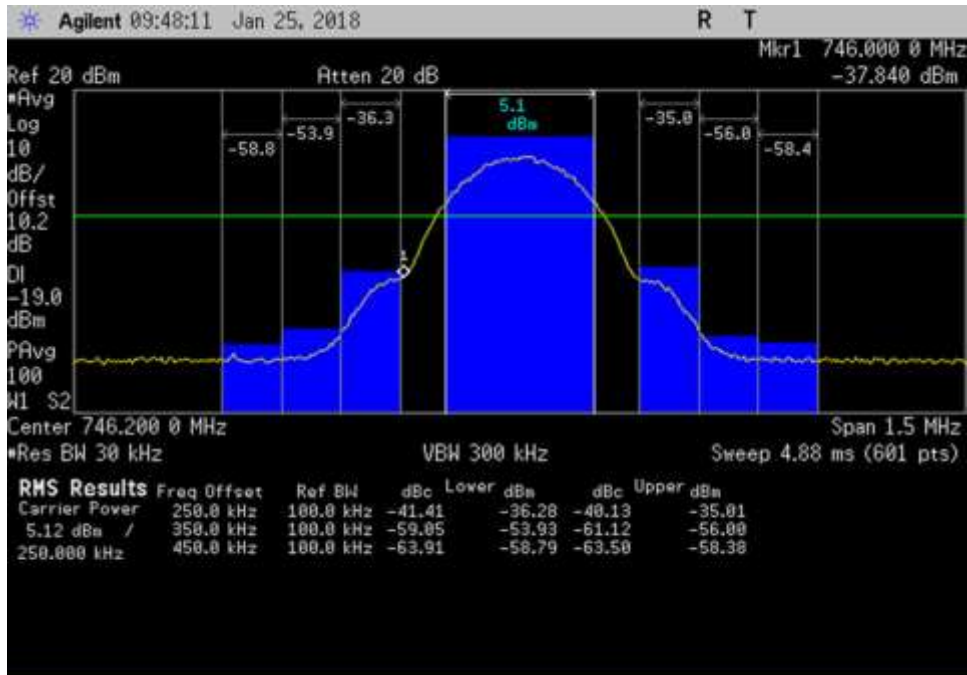 Agilent 09:48:11 Jan 25, 2018 R T
Mkr1 746.000 0 MHz
Ref 20 dBm Atten 20 dB -37.840 dBm
#Avg
Log
10
dB/
Offst
10.2
dB
DI
-19.0
dBm
PAvg
100
W1 S2
-58.8
-53.9
-36.3
5.1
dBm
-35.0
-56.0
-58.4
1
Center 746.200 0 MHz Span 1.5 MHz
#Res BW 30 kHz VBW 300 kHz Sweep 4.88 ms (601 pts)
RMS Results Freq Offset Ref BW dBc Lower dBm dBc Upper dBm
Carrier Power 250.0 kHz 100.0 kHz -41.41 -36.28 -40.13 -35.01
5.12 dBm / 350.0 kHz 100.0 kHz -59.05 -53.93 -61.12 -56.00
250.000 kHz 450.0 kHz 100.0 kHz -63.91 -58.79 -63.50 -58.38